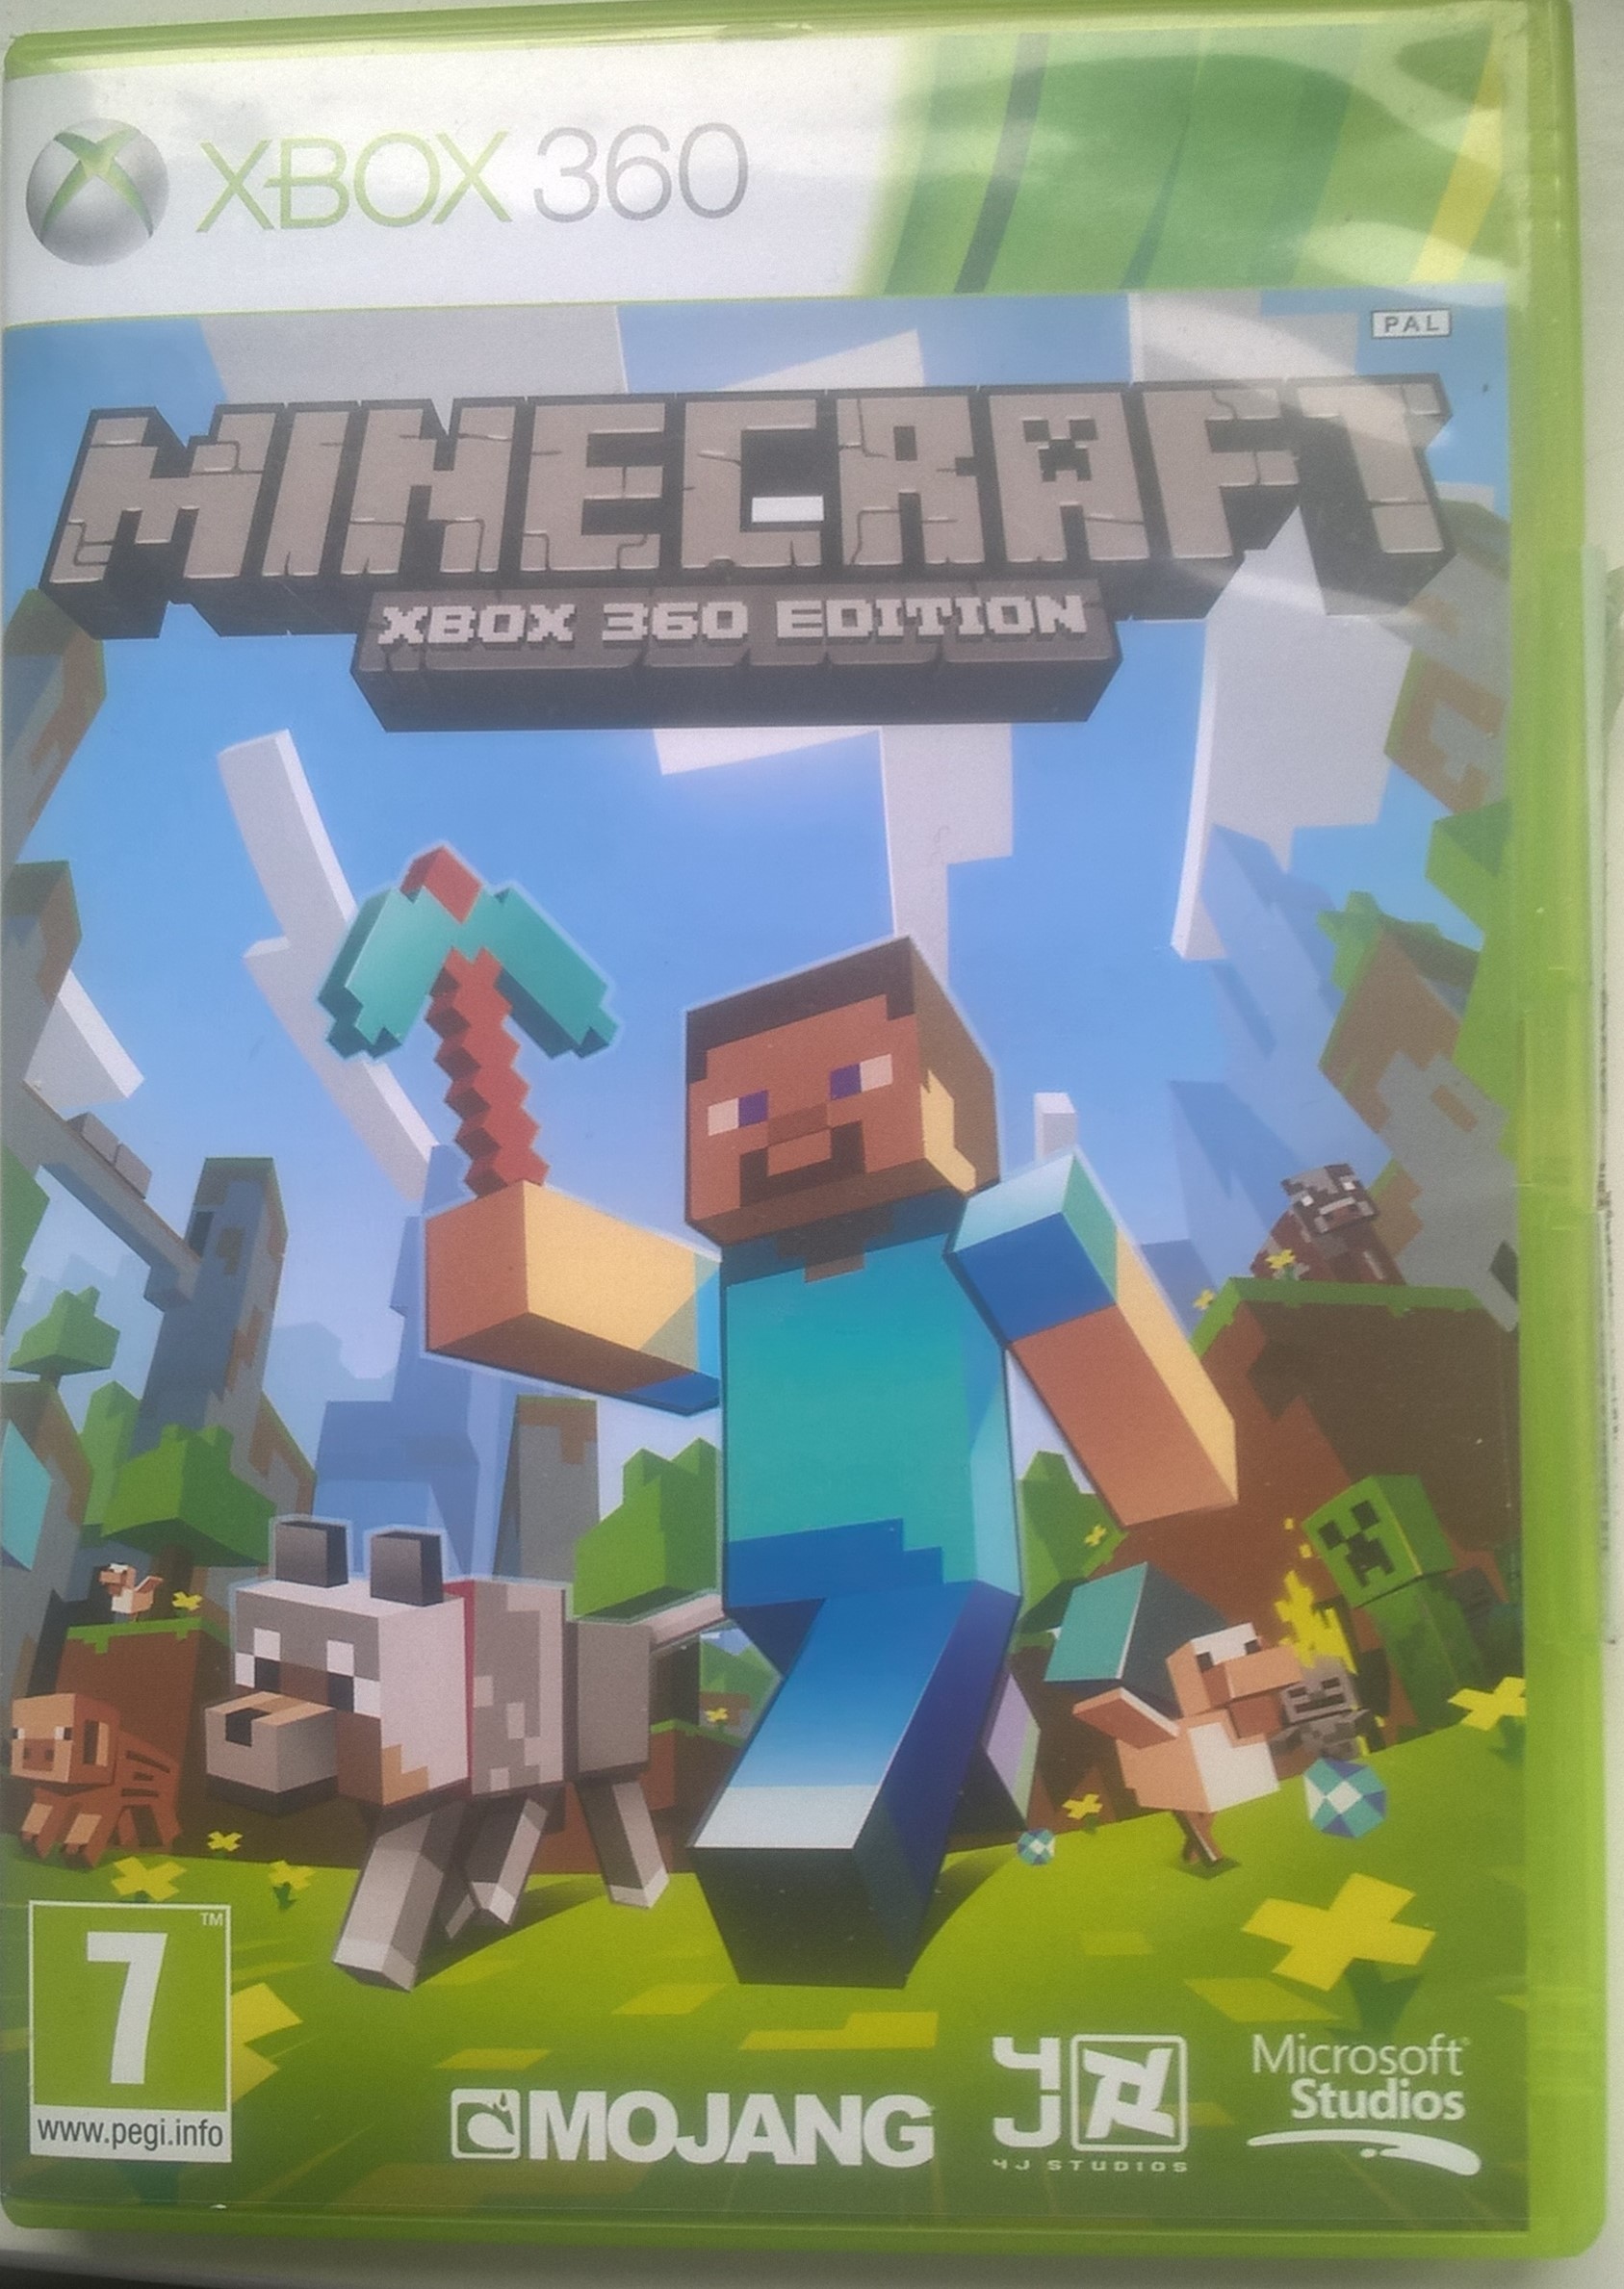 XBOX 360
PAL
MINECRAFT
XBOX 360 EDITION
7
TM
www.pegi.info
MOJANG
4J
4J STUDIOS
Microsoft®
Studios